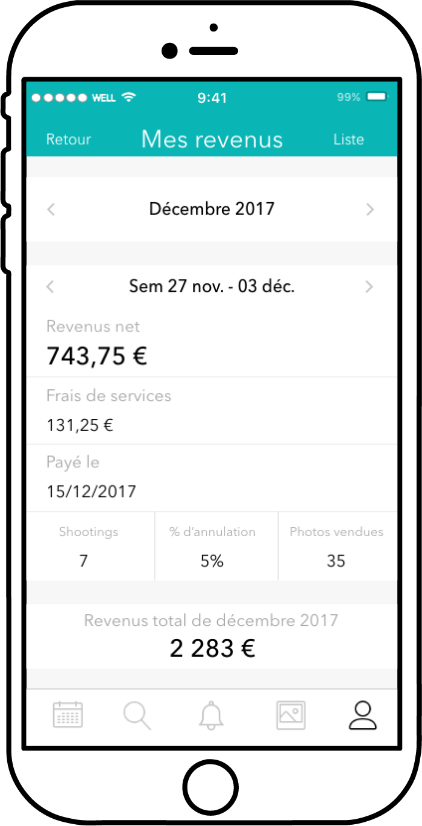 WELL 9:41 99%
Retour Mes revenus Liste
Décembre 2017
Sem 27 nov. - 03 déc.
Revenus net
743,75 €
Frais de services
131,25 €
Payé le
15/12/2017
Shootings % d'annulation Photos vendues
7 5% 35
Revenus total de décembre 2017
2 283 €